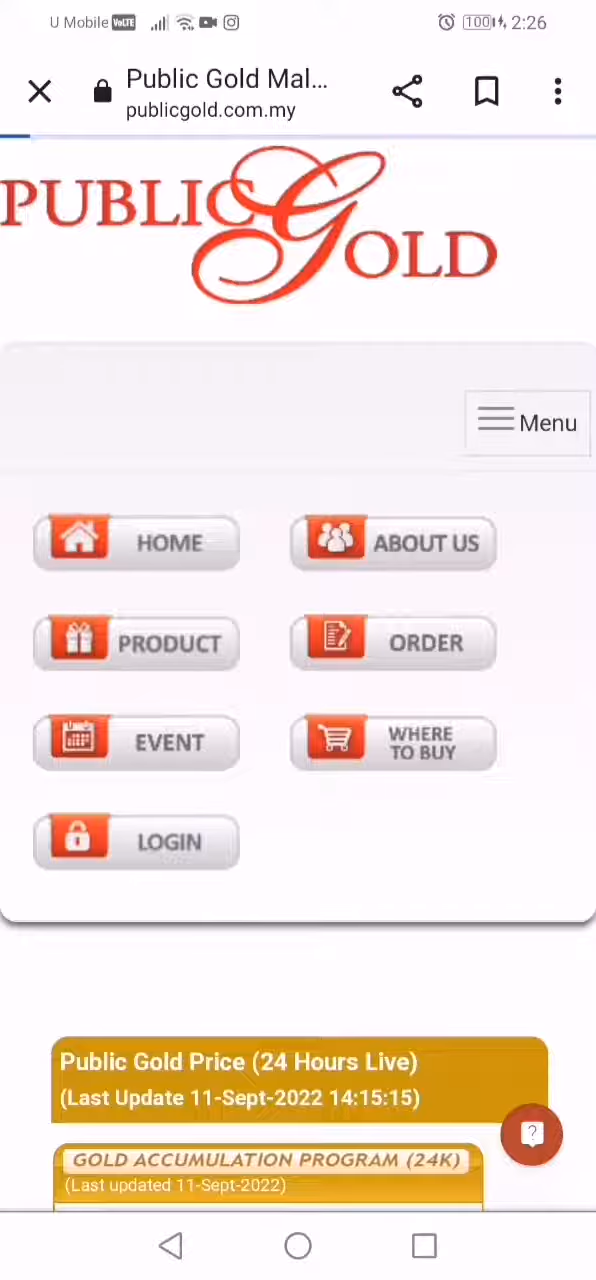 U Mobile VoLTE 100 2:26
Public Gold Mal...
publicgold.com.my
PUBLIC GOLD
Menu
HOME
ABOUT US
PRODUCT
ORDER
EVENT
WHERE
TO BUY
LOGIN
Public Gold Price (24 Hours Live)
(Last Update 11-Sept-2022 14:15:15)
GOLD ACCUMULATION PROGRAM (24K)
(Last updated 11-Sept-2022)